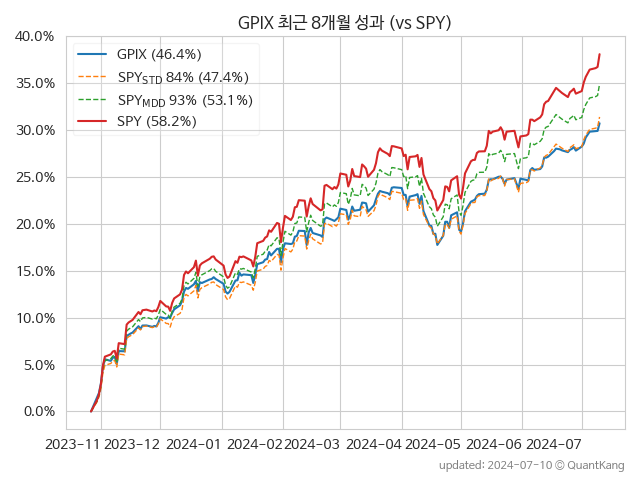 GPIX 최근 8개월 성과 (vs SPY)
40.0%
35.0%
30.0%
25.0%
20.0%
15.0%
10.0%
5.0%
0.0%
GPIX (46.4%)
SPY_STD 84% (47.4%)
SPY_MDD 93% (53.1%)
SPY (58.2%)
2023-11 2023-12 2024-01 2024-02 2024-03 2024-04 2024-05 2024-06 2024-07
updated: 2024-07-10 © QuantKang